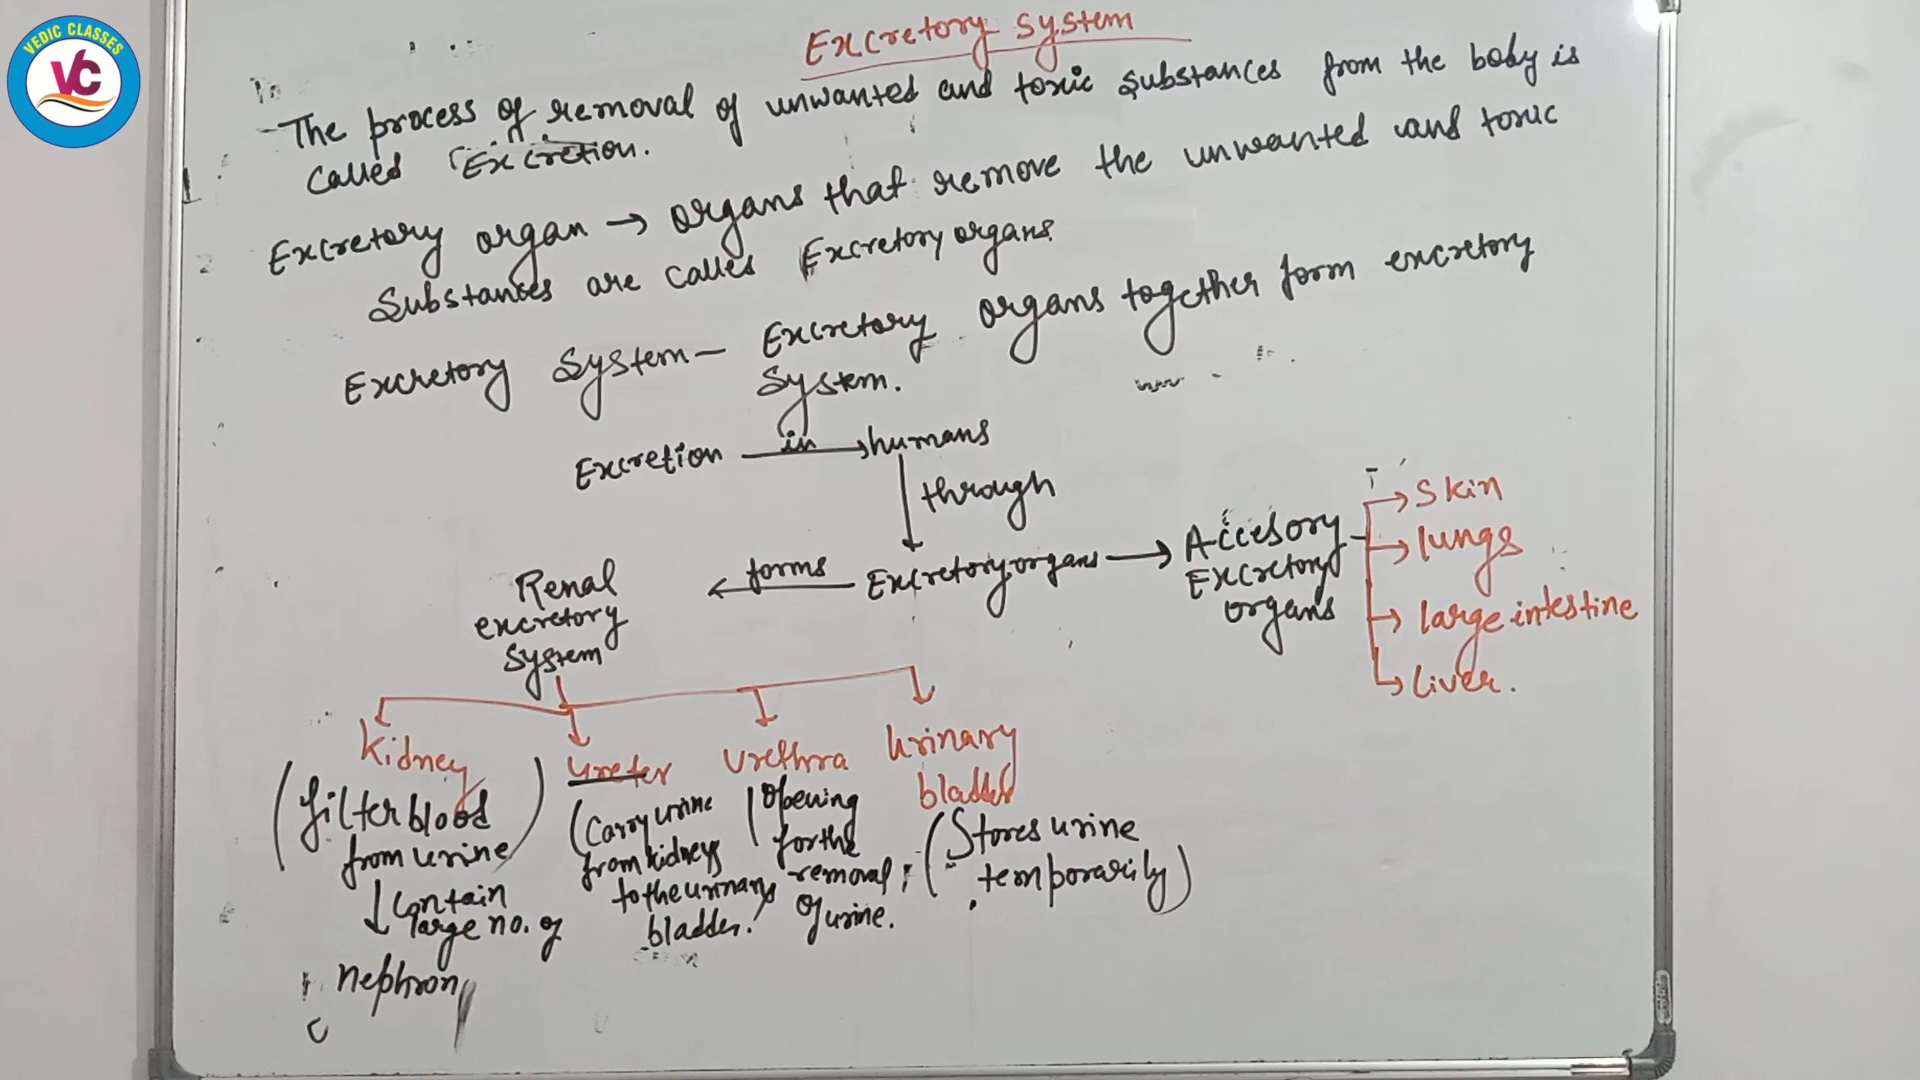 VEDIC CLASSES
VC
Excretory System
- The process of removal of unwanted and toxic substances from the body is
called "Excretion.
Excretory organ → organs that remove the unwanted and toxic
Substances are called Excretory organs.
Excretory System - Excretory organs together form excretory
System.
Excretion in → humans
through
Renal excretory system
← forms
Excretory organs →
Accesory
Excretory
organs
→ Skin
→ lungs
→ large intestine
→ liver.
Kidney
(filter blood
from urine)
↓ Contain
large no. of
nephron
Ureter
(Carry urine
from kidneys
to the urinary
bladder.)
Urethra
(Opening
for the
removal
of urine.
Urinary
bladder
(Stores urine
temporarily)